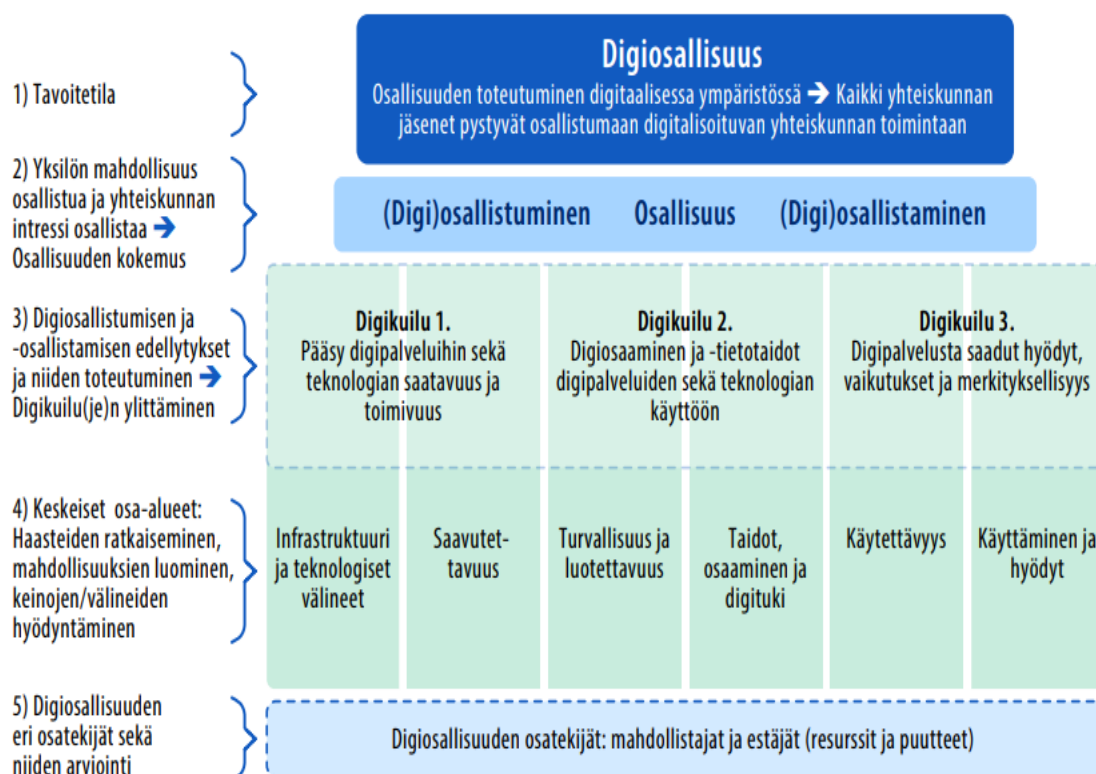 Digiosallisuus
Osallisuuden toteutuminen digitaalisessa ympäristössä ➔ Kaikki yhteiskunnan
jäsenet pystyvät osallistumaan digitalisoituvan yhteiskunnan toimintaan
1) Tavoitetila
2) Yksilön mahdollisuus
osallistua ja yhteiskunnan
intressi osallistaa ➔
Osallisuuden kokemus
(Digi)osallistuminen Osallisuus (Digi)osallistaminen
3) Digiosallistumisen ja
-osallistamisen edellytykset
ja niiden toteutuminen ➔
Digikuilu(je)n ylittäminen
Digikuilu 1.
Pääsy digipalveluihin sekä
teknologian saatavuus ja
toimivuus
Digikuilu 2.
Digiosaaminen ja -tietotaidot
digipalveluiden sekä teknologian
käyttöön
Digikuilu 3.
Digipalvelusta saadut hyödyt,
vaikutukset ja merkityksellisyys
4) Keskeiset osa-alueet:
Haasteiden ratkaiseminen,
mahdollisuuksien luominen,
keinojen/välineiden
hyödyntäminen
Infrastruktuuri
ja teknologiset
välineet
Saavutet-
tavuus
Turvallisuus ja
luotettavuus
Taidot,
osaaminen ja
digituki
Käytettävyys
Käyttäminen ja
hyödyt
5) Digiosallisuuden
eri osatekijät sekä
niiden arviointi
Digiosallisuuden osatekijät: mahdollistajat ja estäjät (resurssit ja puutteet)